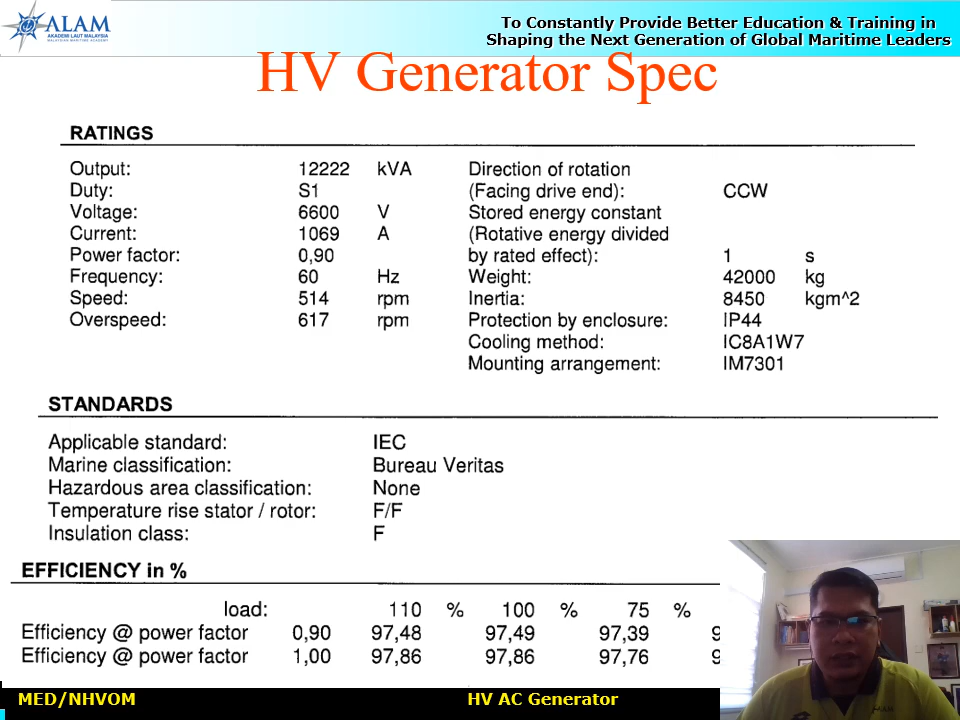 ALAM
AKADEMI LAUT MALAYSIA
MALAYSIAN MARITIME ACADEMY
To Constantly Provide Better Education & Training in
Shaping the Next Generation of Global Maritime Leaders
HV Generator Spec
RATINGS
Output: 12222 kVA
Duty: S1
Voltage: 6600 V
Current: 1069 A
Power factor: 0,90
Frequency: 60 Hz
Speed: 514 rpm
Overspeed: 617 rpm
Direction of rotation
(Facing drive end): CCW
Stored energy constant
(Rotative energy divided
by rated effect): 1 s
Weight: 42000 kg
Inertia: 8450 kgm^2
Protection by enclosure: IP44
Cooling method: IC8A1W7
Mounting arrangement: IM7301
STANDARDS
Applicable standard: IEC
Marine classification: Bureau Veritas
Hazardous area classification: None
Temperature rise stator / rotor: F/F
Insulation class: F
EFFICIENCY in %
load: 110 % 100 % 75 %
Efficiency @ power factor 0,90 97,48 97,49 97,39 9
Efficiency @ power factor 1,00 97,86 97,86 97,76 9
MED/NHVOM HV AC Generator